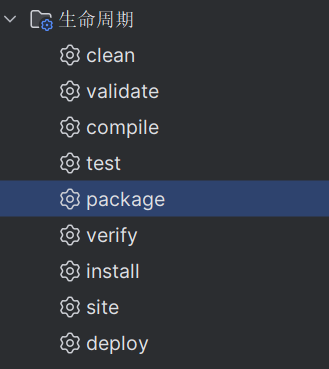 生命周期
clean
validate
compile
test
package
verify
install
site
deploy